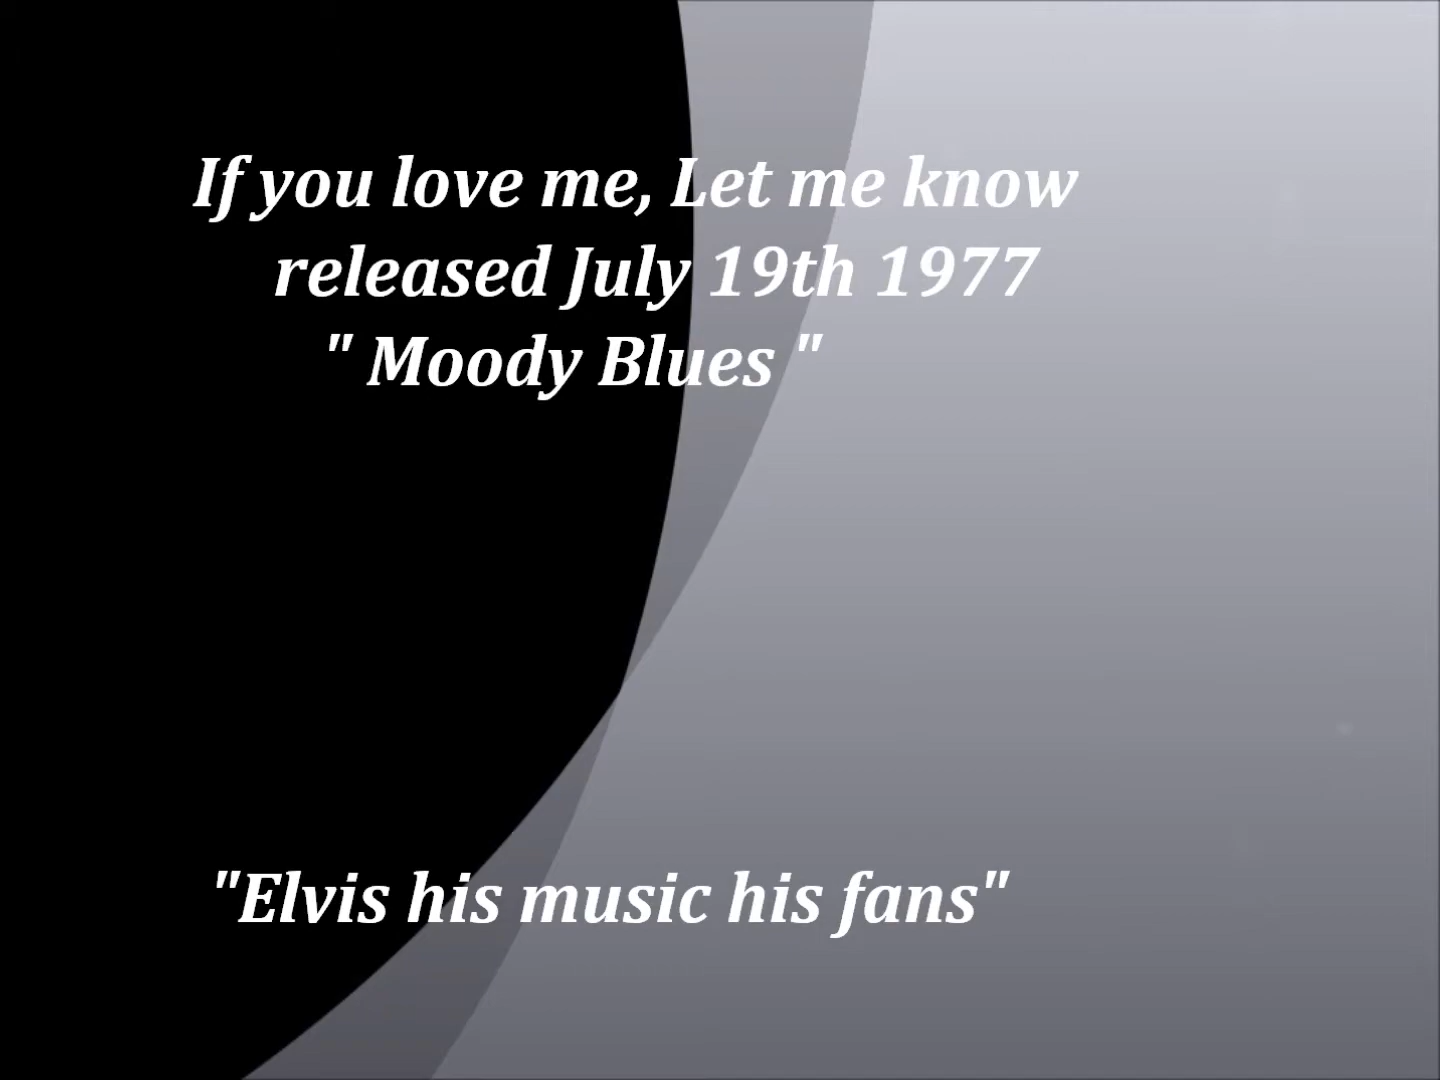 If you love me, Let me know
released July 19th 1977
" Moody Blues "
"Elvis his music his fans"